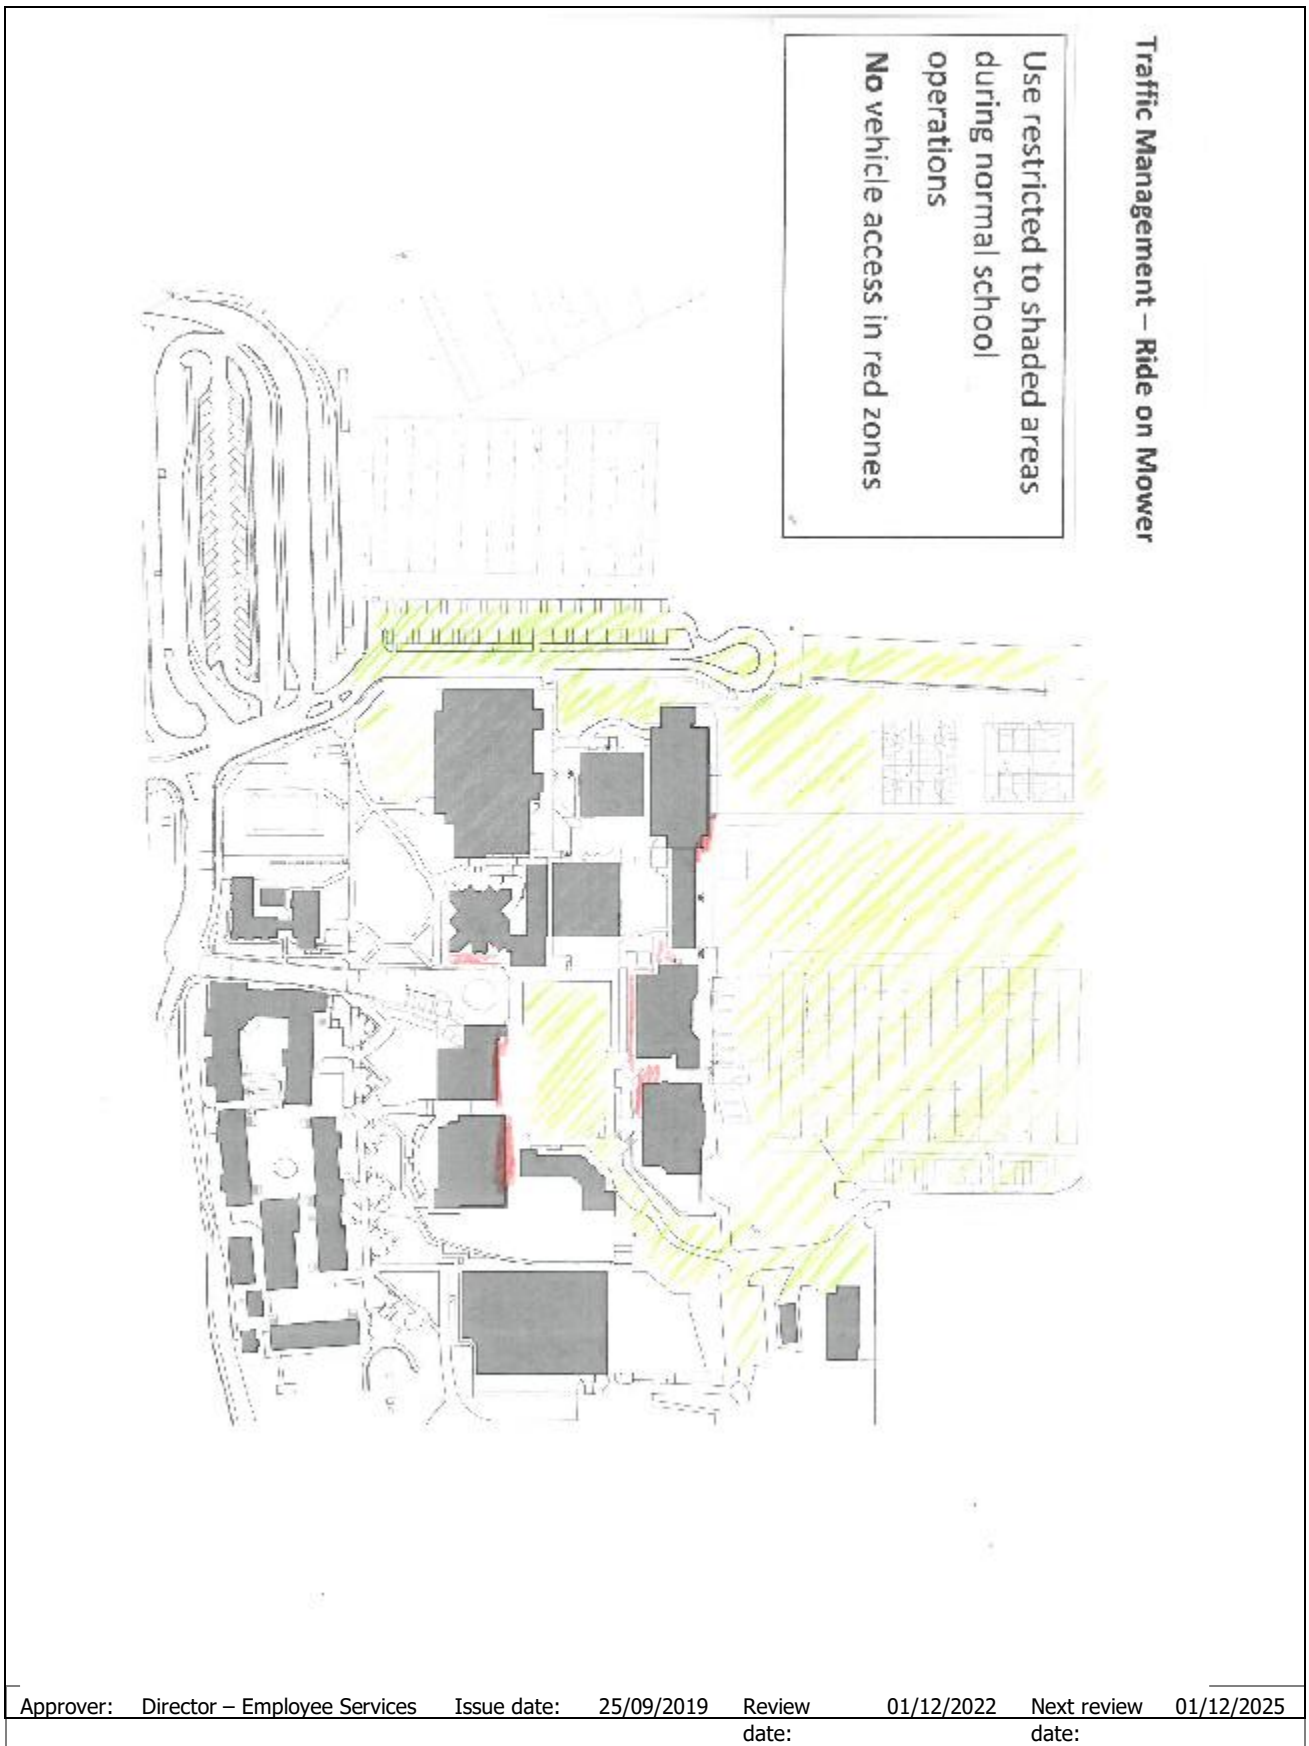 Traffic Management – Ride on Mower
Use restricted to shaded areas
during normal school
operations
No vehicle access in red zones
Approver: Director – Employee Services Issue date: 25/09/2019 Review date: 01/12/2022 Next review date: 01/12/2025